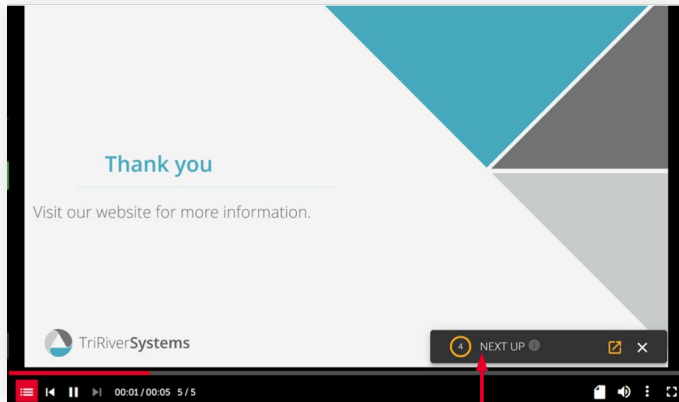 Thank you
Visit our website for more information.
TriRiverSystems
4 NEXT UP
00:01/00:05 5/5